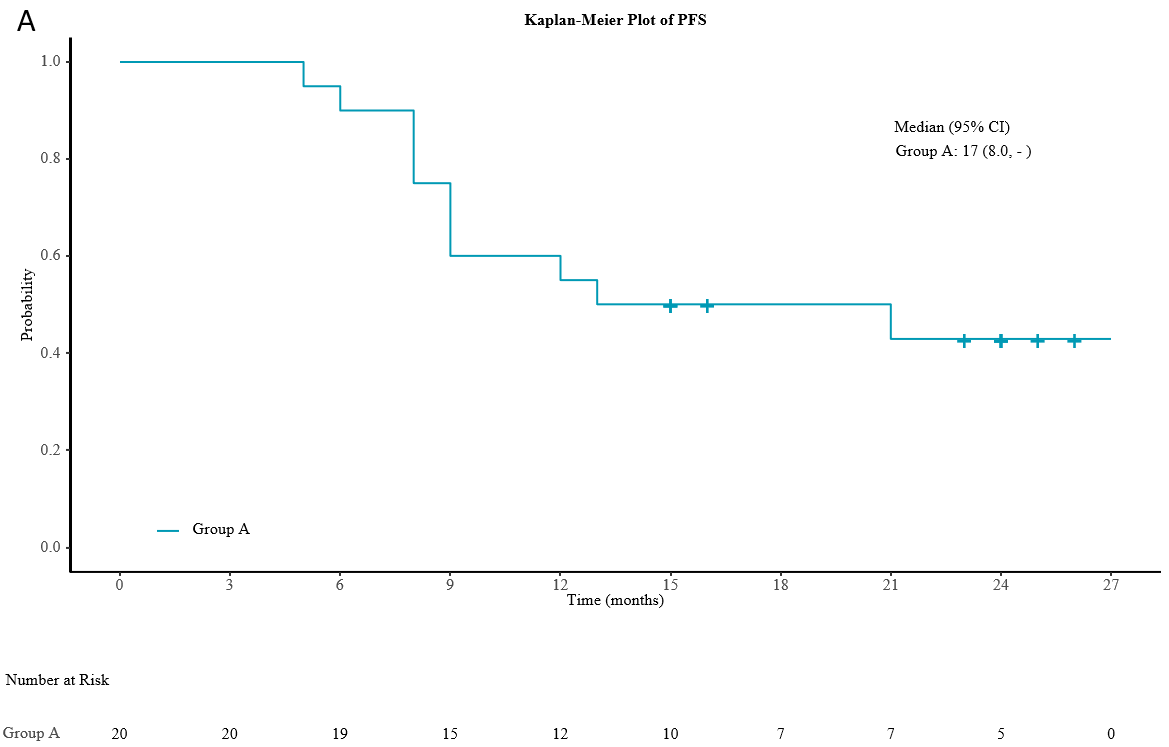 A
Kaplan-Meier Plot of PFS
1.0
0.8
0.6
0.4
0.2
0.0
Probability
Median (95% CI)
Group A: 17 (8.0, - )
Group A
0 3 6 9 12 15 18 21 24 27
Time (months)
Number at Risk
Group A 20 20 19 15 12 10 7 7 5 0